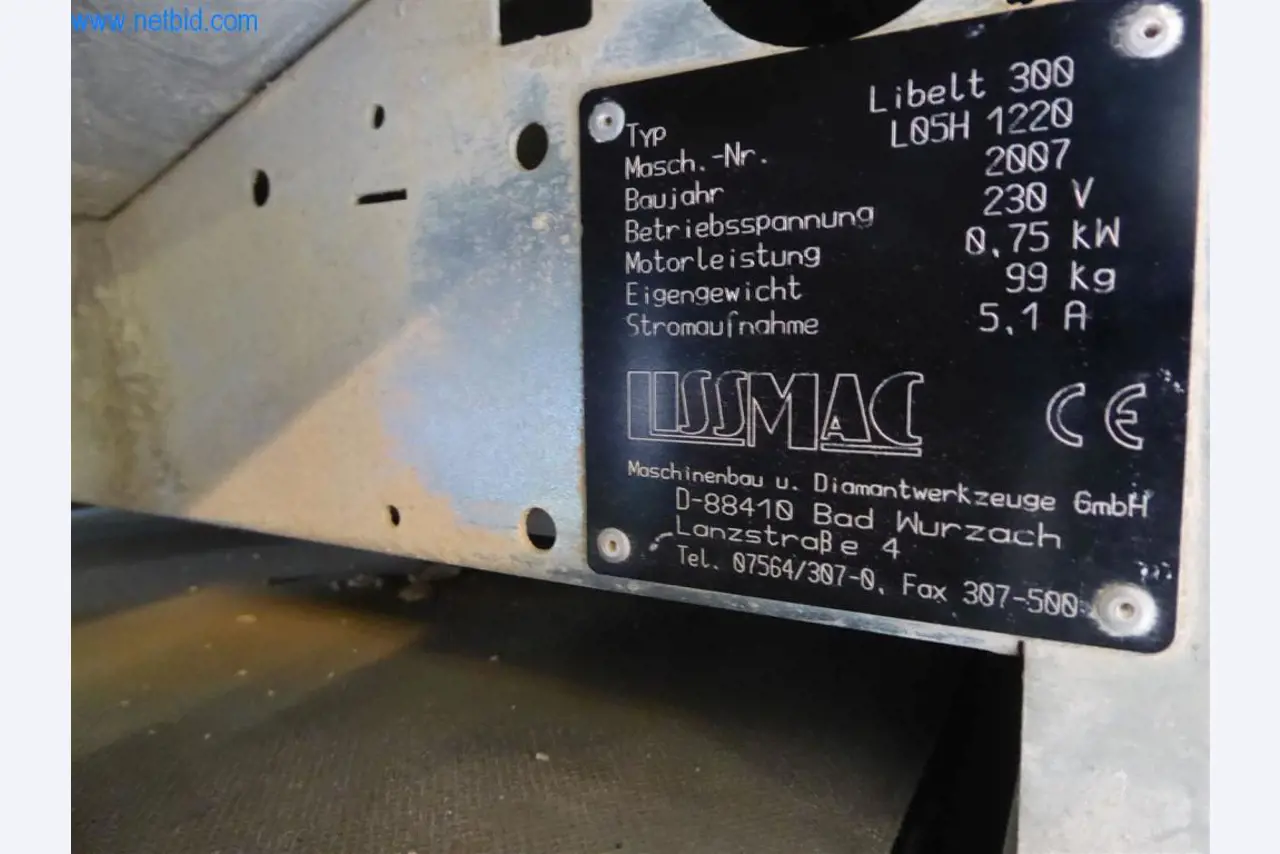 www.netbid.com
Typ Libelt 300
Masch.-Nr. L05H 1220
Baujahr 2007
Betriebsspannung 230 V
Motorleistung 0,75 kW
Eigengewicht 99 kg
Stromaufnahme 5,1 A
LISSMAC CE
Maschinenbau u. Diamantwerkzeuge GmbH
D-88410 Bad Wurzach
Lanzstraße 4
Tel. 07564/307-0, Fax 307-500